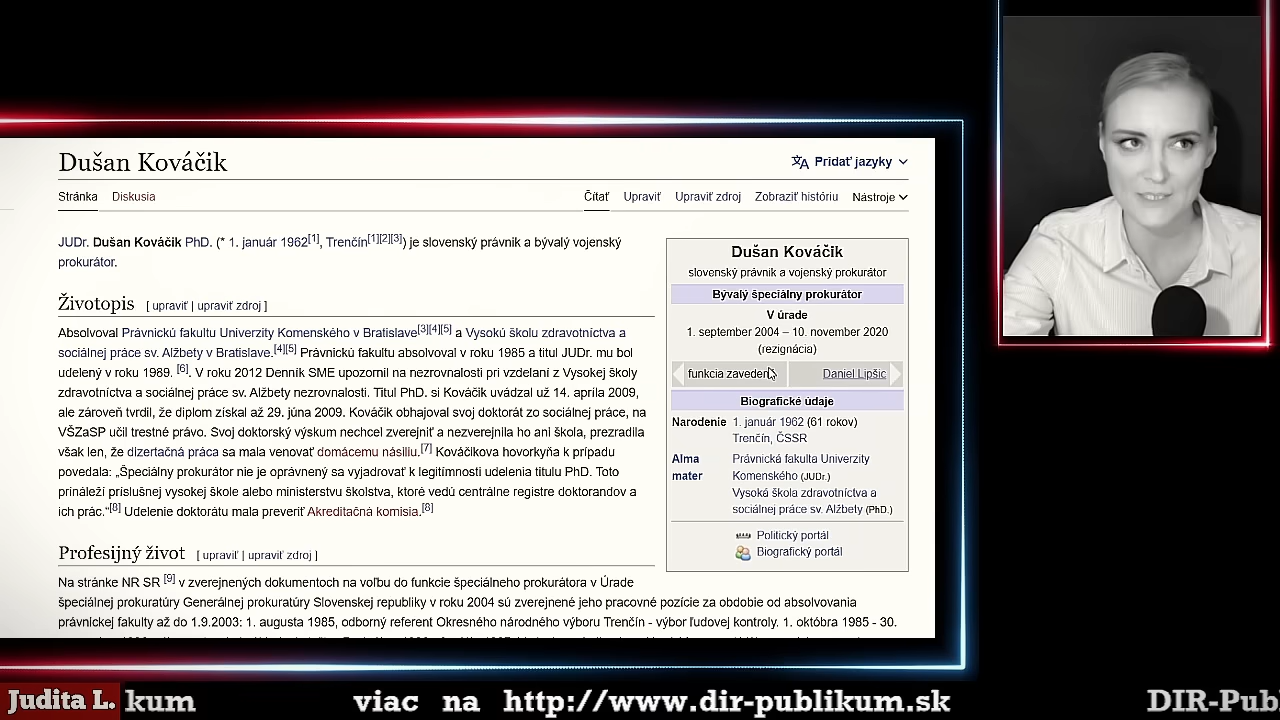 Dušan Kováčik
Pridať jazyky
Stránka Diskusia Čítať Upraviť Upraviť zdroj Zobraziť históriu Nástroje
JUDr. Dušan Kováčik PhD. (* 1. január 1962[1], Trenčín[1][2][3]) je slovenský právnik a bývalý vojenský
prokurátor.
Životopis [ upraviť | upraviť zdroj ]
Absolvoval Právnickú fakultu Univerzity Komenského v Bratislave[3][4][5] a Vysokú školu zdravotníctva a
sociálnej práce sv. Alžbety v Bratislave.[4][5] Právnickú fakultu absolvoval v roku 1985 a titul JUDr. mu bol
udelený v roku 1989. [6]. V roku 2012 Denník SME upozornil na nezrovnalosti pri vzdelaní z Vysokej školy
zdravotníctva a sociálnej práce sv. Alžbety nezrovnalosti. Titul PhD. si Kováčik uvádzal už 14. apríla 2009,
ale zároveň tvrdil, že diplom získal až 29. júna 2009. Kováčik obhajoval svoj doktorát zo sociálnej práce, na
VŠZaSP učil trestné právo. Svoj doktorský výskum nechcel zverejniť a nezverejnila ho ani škola, prezradila
však len, že dizertačná práca sa mala venovať domácemu násiliu.[7] Kováčikova hovorkyňa k prípadu
povedala: „Špeciálny prokurátor nie je oprávnený sa vyjadrovať k legitímnosti udelenia titulu PhD. Toto
prináleží príslušnej vysokej škole alebo ministerstvu školstva, ktoré vedú centrálne registre doktorandov a
ich prác.“[8] Udelenie doktorátu mala preveriť Akreditačná komisia.[8]
Profesijný život [ upraviť | upraviť zdroj ]
Na stránke NR SR [9] v zverejnených dokumentoch na voľbu do funkcie špeciálneho prokurátora v Úrade
špeciálnej prokuratúry Generálnej prokuratúry Slovenskej republiky v roku 2004 sú zverejnené jeho pracovné pozície za obdobie od absolvovania
právnickej fakulty až do 1.9.2003: 1. augusta 1985, odborný referent Okresného národného výboru Trenčín - výbor ľudovej kontroly. 1. októbra 1985 - 30.
Dušan Kováčik
slovenský právnik a vojenský prokurátor
Bývalý špeciálny prokurátor
V úrade
1. september 2004 – 10. november 2020
(rezignácia)
funkcia zavedená Daniel Lipšic
Biografické údaje
Narodenie 1. január 1962 (61 rokov)
Trenčín, ČSSR
Alma Právnická fakulta Univerzity
mater Komenského (JUDr.)
Vysoká škola zdravotníctva a
sociálnej práce sv. Alžbety (PhD.)
Politický portál
Biografický portál
Judita L. kum viac na http://www.dir-publikum.sk DIR-Pub